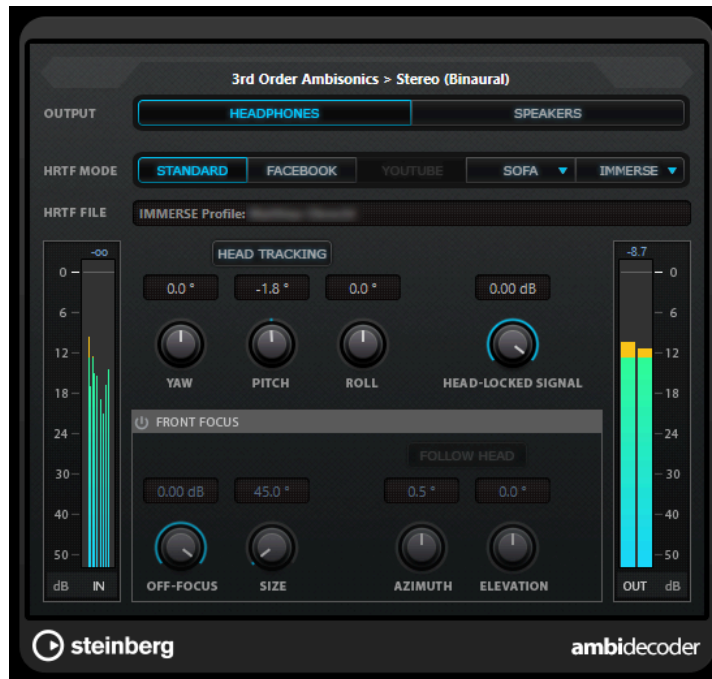 3rd Order Ambisonics > Stereo (Binaural)
OUTPUT HEADPHONES SPEAKERS
HRTF MODE STANDARD FACEBOOK YOUTUBE SOFA IMMERSE
HRTF FILE IMMERSE Profile:
-∞ HEAD TRACKING -8.7
0 0.0 ° -1.8 ° 0.0 ° 0.00 dB 0
6 6
12 12
YAW PITCH ROLL HEAD-LOCKED SIGNAL
18 18
FRONT FOCUS
24 24
FOLLOW HEAD
30 30
0.00 dB 45.0 ° 0.5 ° 0.0 °
40 40
50 50
dB IN OFF-FOCUS SIZE AZIMUTH ELEVATION OUT dB
steinberg ambidecoder